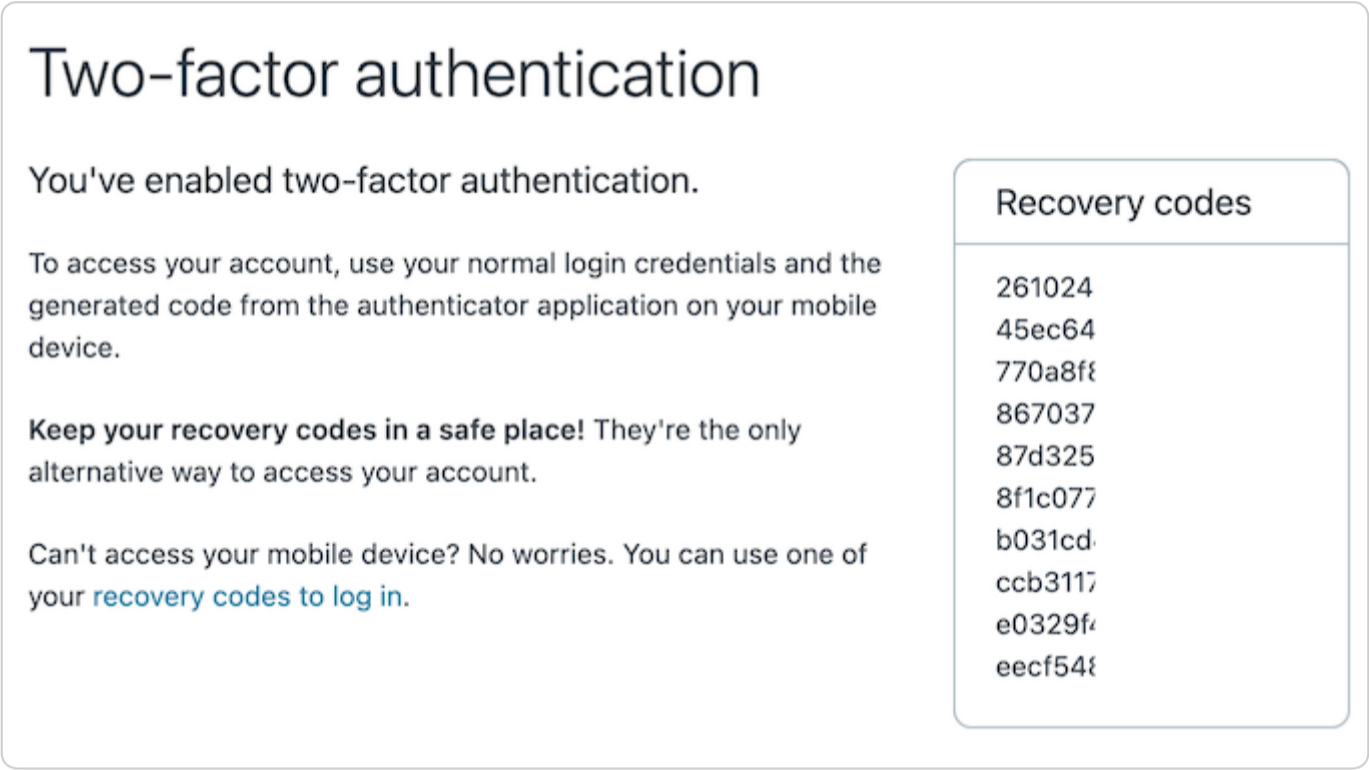 Two-factor authentication
You've enabled two-factor authentication.
To access your account, use your normal login credentials and the
generated code from the authenticator application on your mobile
device.
Keep your recovery codes in a safe place! They're the only
alternative way to access your account.
Can't access your mobile device? No worries. You can use one of
your recovery codes to log in.
Recovery codes
261024
45ec64
770a8f
867037
87d325
8f1c077
b031cd
ccb3117
e0329f
eecf54